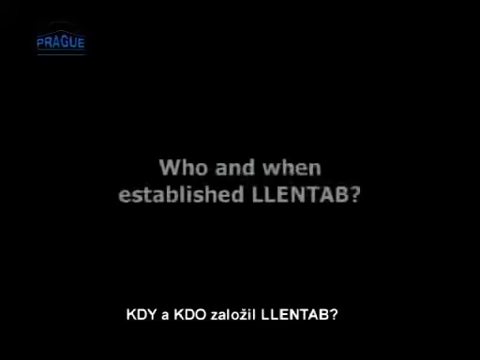 PRAGUE
Who and when
established LLENTAB?
KDY a KDO založil LLENTAB?